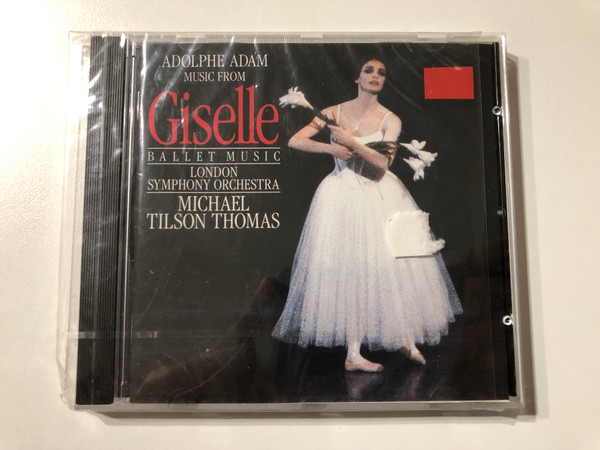 ADOLPHE ADAM
MUSIC FROM
Giselle
BALLET MUSIC
LONDON
SYMPHONY ORCHESTRA
MICHAEL
TILSON THOMAS